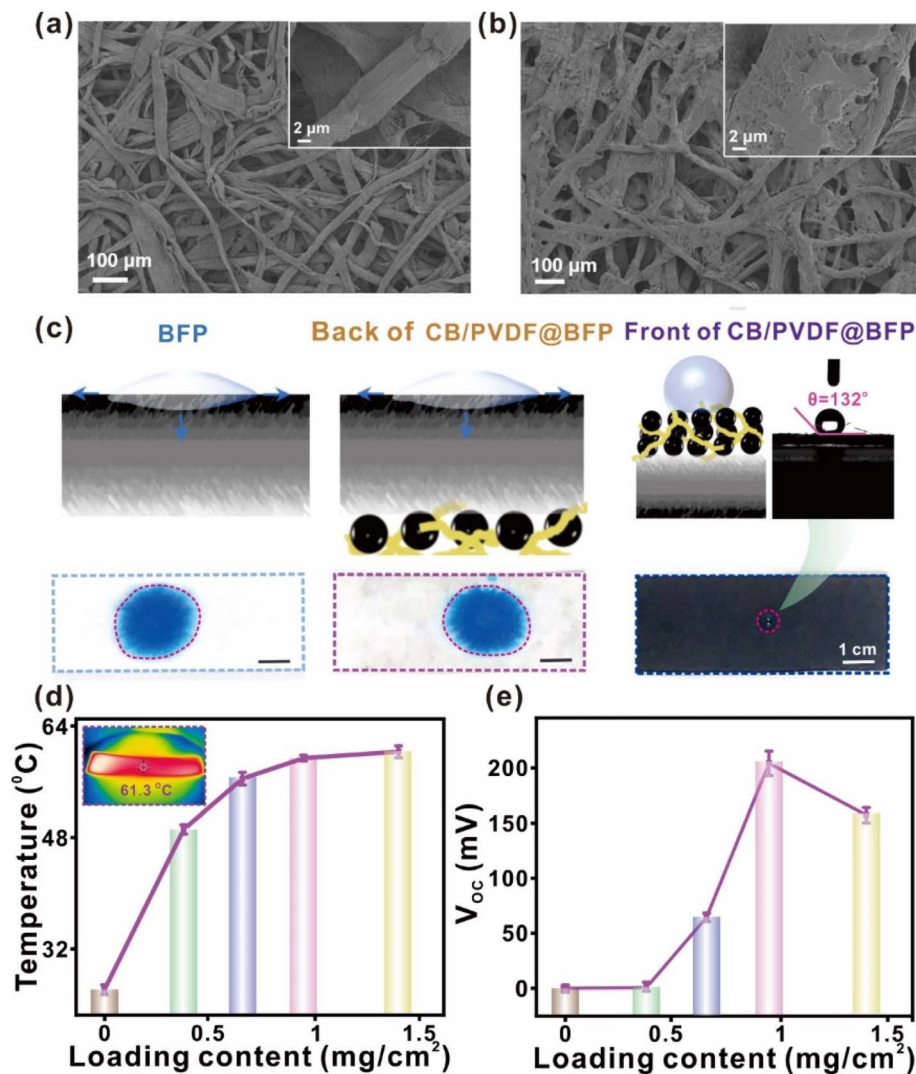 (a)
2 µm
100 µm
(b)
2 µm
100 µm
(c)
BFP
Back of CB/PVDF@BFP
Front of CB/PVDF@BFP
θ=132°
1 cm
(d)
Temperature (⁰C)
64
48
32
61.3 °C
0
0.5
1
1.5
Loading content (mg/cm²)
(e)
V_OC (mV)
200
150
100
50
0
0
0.5
1
1.5
Loading content (mg/cm²)